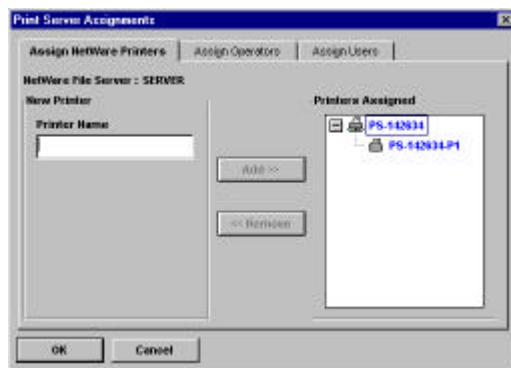 Print Server Assignments
Assign NetWare Printers
Assign Operators
Assign Users
NetWare File Server : SERVER
New Printer
Printer Name
Add >>
<< Remove
Printers Assigned
PS-142634
PS-142634-P1
OK
Cancel